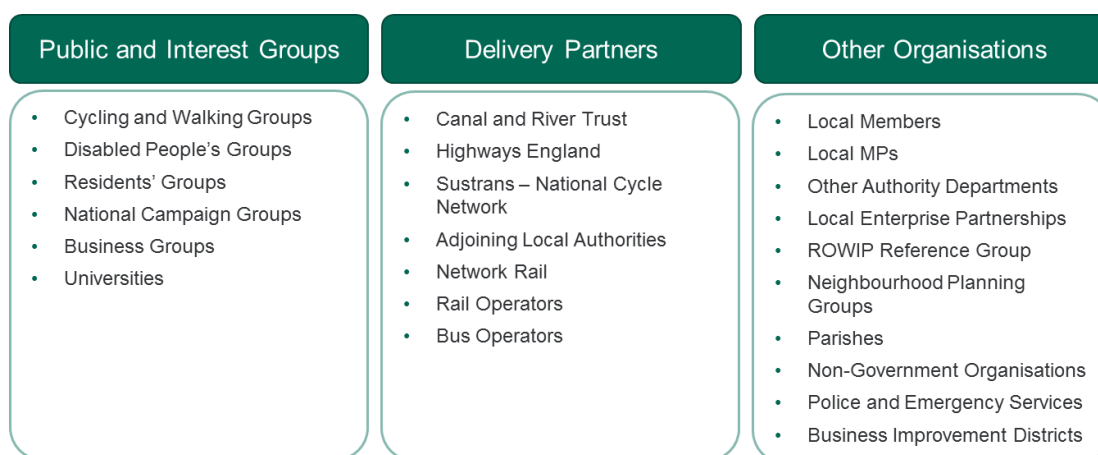 Public and Interest Groups
• Cycling and Walking Groups
• Disabled People's Groups
• Residents' Groups
• National Campaign Groups
• Business Groups
• Universities
Delivery Partners
• Canal and River Trust
• Highways England
• Sustrans – National Cycle
Network
• Adjoining Local Authorities
• Network Rail
• Rail Operators
• Bus Operators
Other Organisations
• Local Members
• Local MPs
• Other Authority Departments
• Local Enterprise Partnerships
• ROWIP Reference Group
• Neighbourhood Planning
Groups
• Parishes
• Non-Government Organisations
• Police and Emergency Services
• Business Improvement Districts